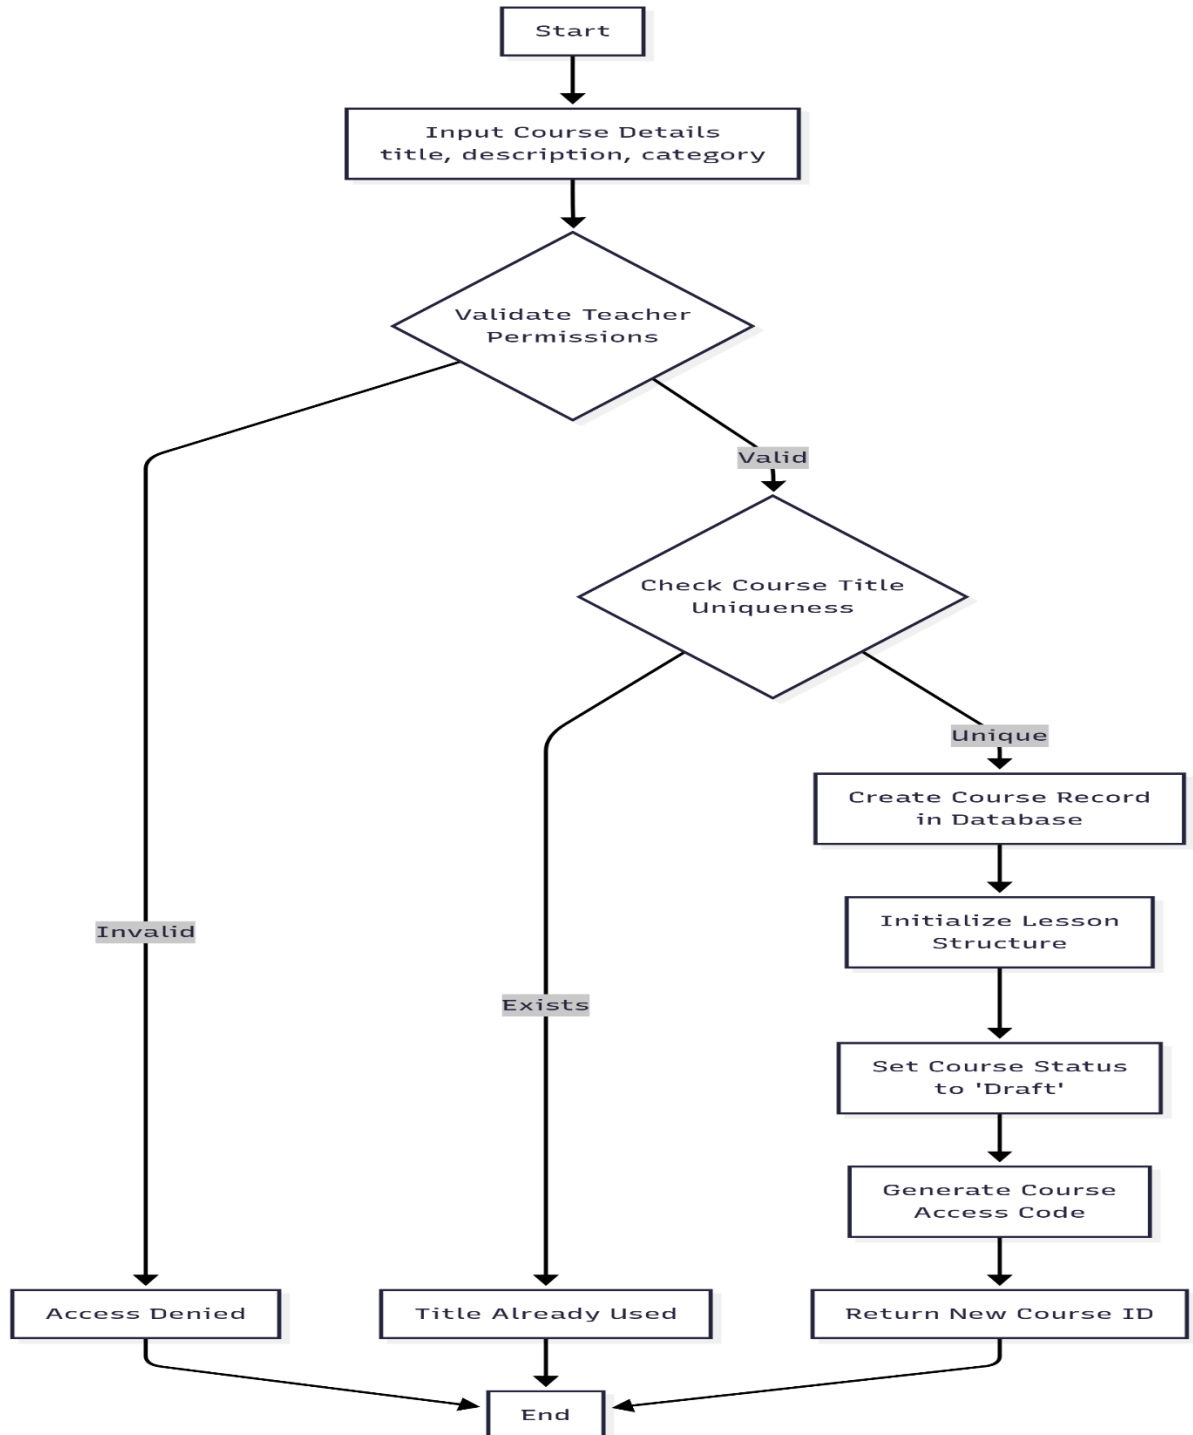 Start
Input Course Details
title, description, category
Validate Teacher
Permissions
Valid
Check Course Title
Uniqueness
Unique
Create Course Record
in Database
Invalid
Initialize Lesson
Structure
Exists
Set Course Status
to 'Draft'
Generate Course
Access Code
Access Denied
Title Already Used
Return New Course ID
End